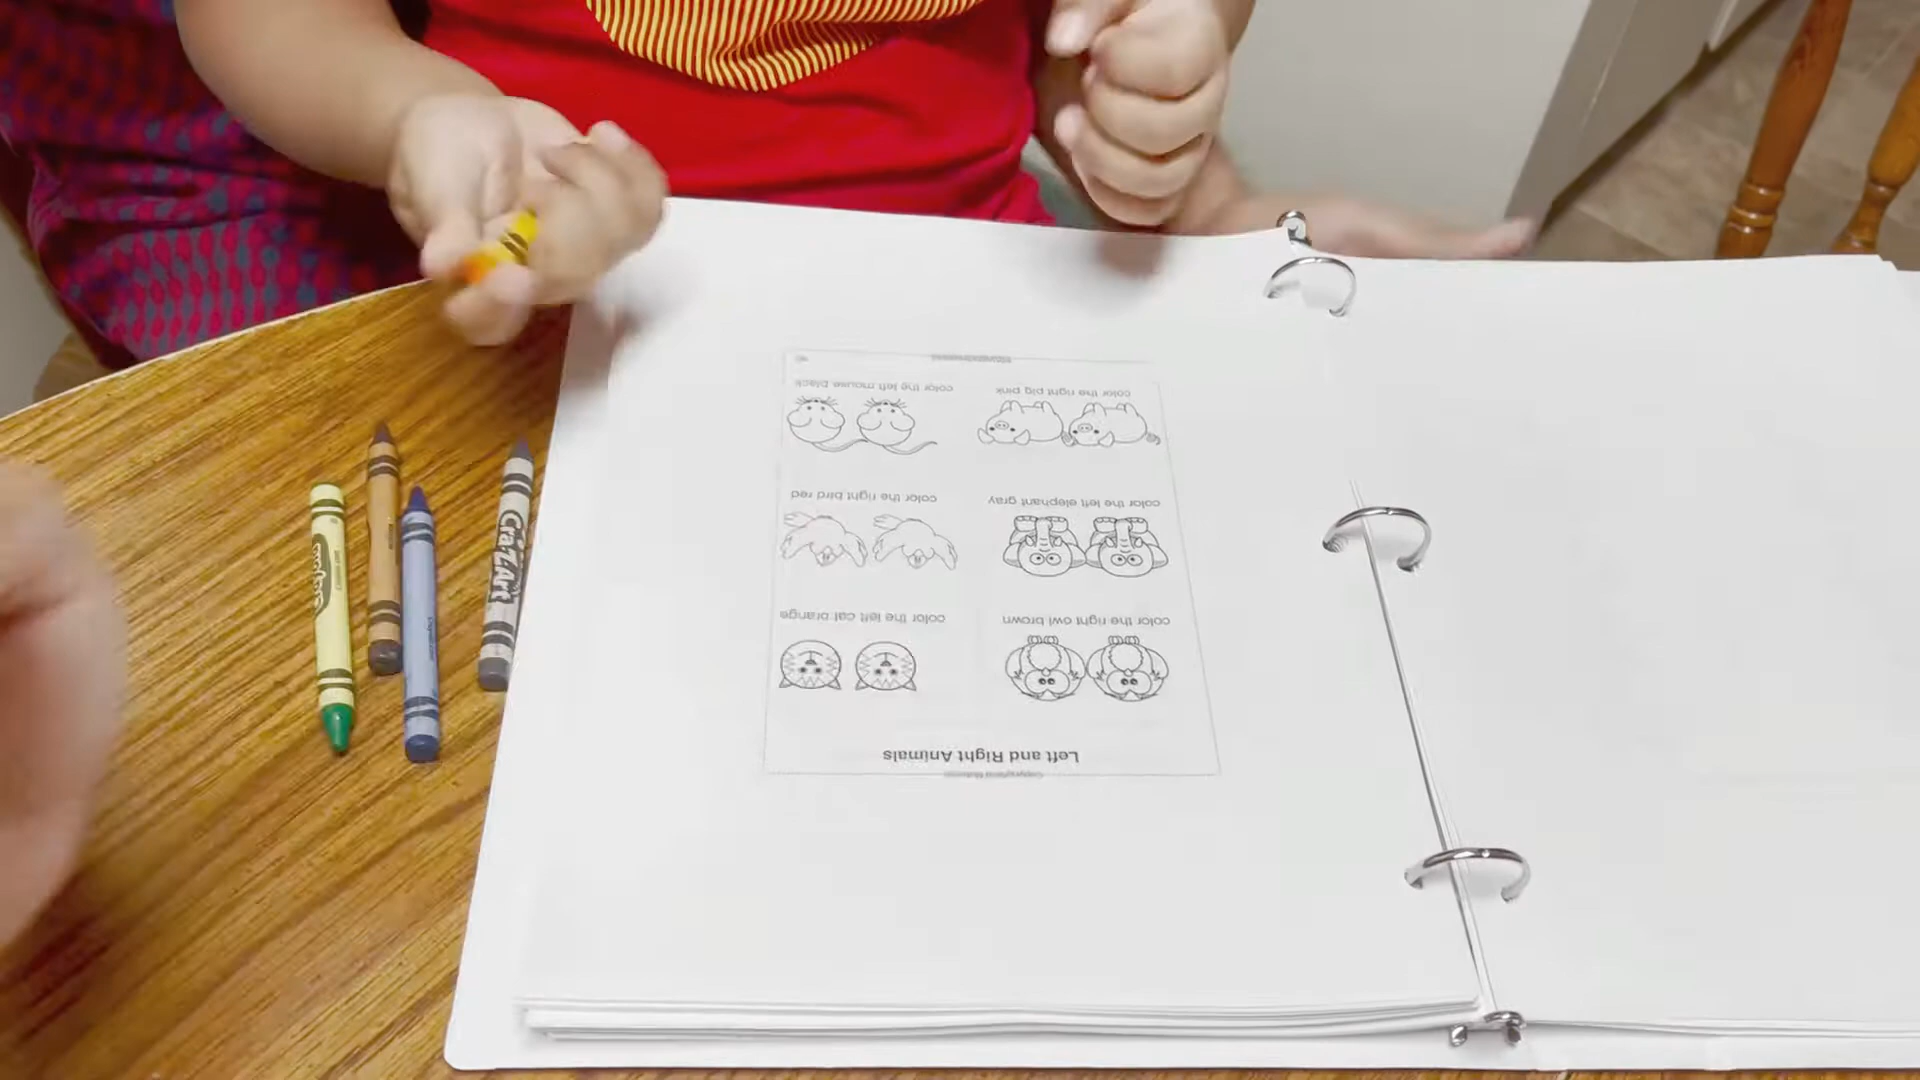 Left and Right Animals
color the right owl brown
color the left cat orange
color the left elephant gray
color the right bird red
color the right pig pink
color the left mouse black
Cra-Z-Art